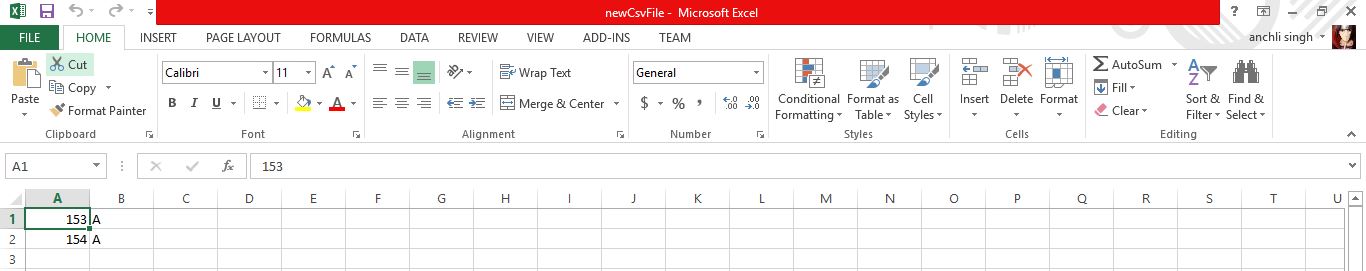 newCsvFile - Microsoft Excel
FILE HOME INSERT PAGE LAYOUT FORMULAS DATA REVIEW VIEW ADD-INS TEAM anchli singh
Paste Cut
Copy
Format Painter
Clipboard
Calibri 11 A A
B I U A
Font
Wrap Text
Merge & Center
Alignment
General
$ % , .00 .0
Number
Conditional Formatting
Format as Table
Cell Styles
Styles
Insert Delete Format
Cells
AutoSum
Fill
Clear
Sort & Filter
Find & Select
Editing
A1 fx 153
A B C D E F G H I J K L M N O P Q R S T U
1 153 A
2 154 A
3